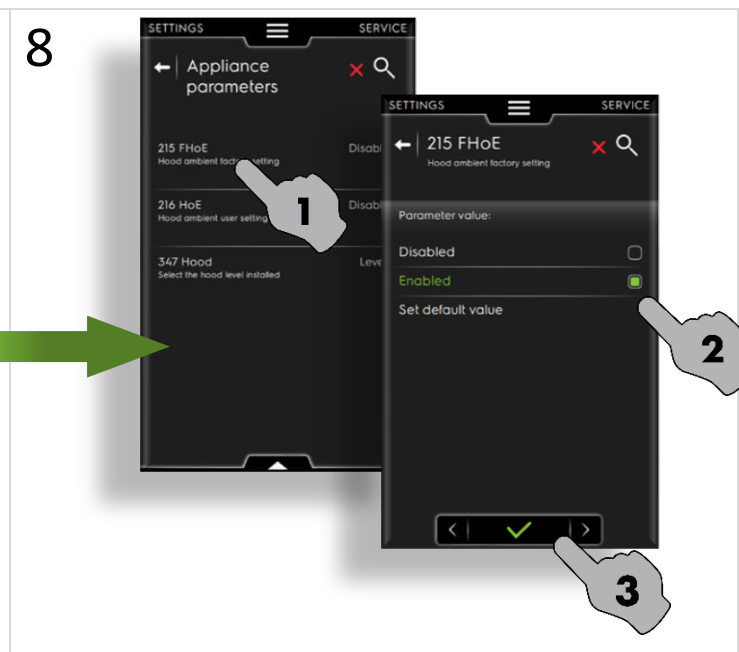 8
SETTINGS SERVICE
Appliance
parameters
215 FHoE
Hood ambient factory setting
216 HoE
Hood ambient user setting
347 Hood
Select the hood level installed
1
SETTINGS SERVICE
215 FHoE
Hood ambient factory setting
Parameter value:
Disabled
Enabled
Set default value
2
3